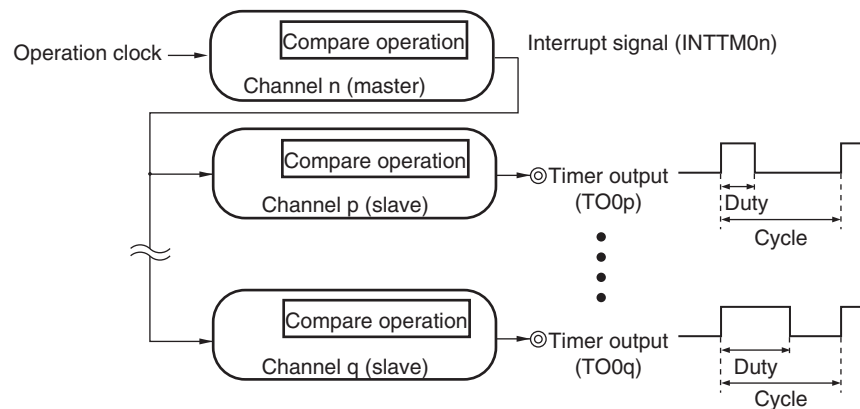 Compare operation
Operation clock
Interrupt signal (INTTM0n)
Channel n (master)
Compare operation
Timer output
(TO0p)
Channel p (slave)
Duty
Cycle
Compare operation
Timer output
(TO0q)
Channel q (slave)
Duty
Cycle